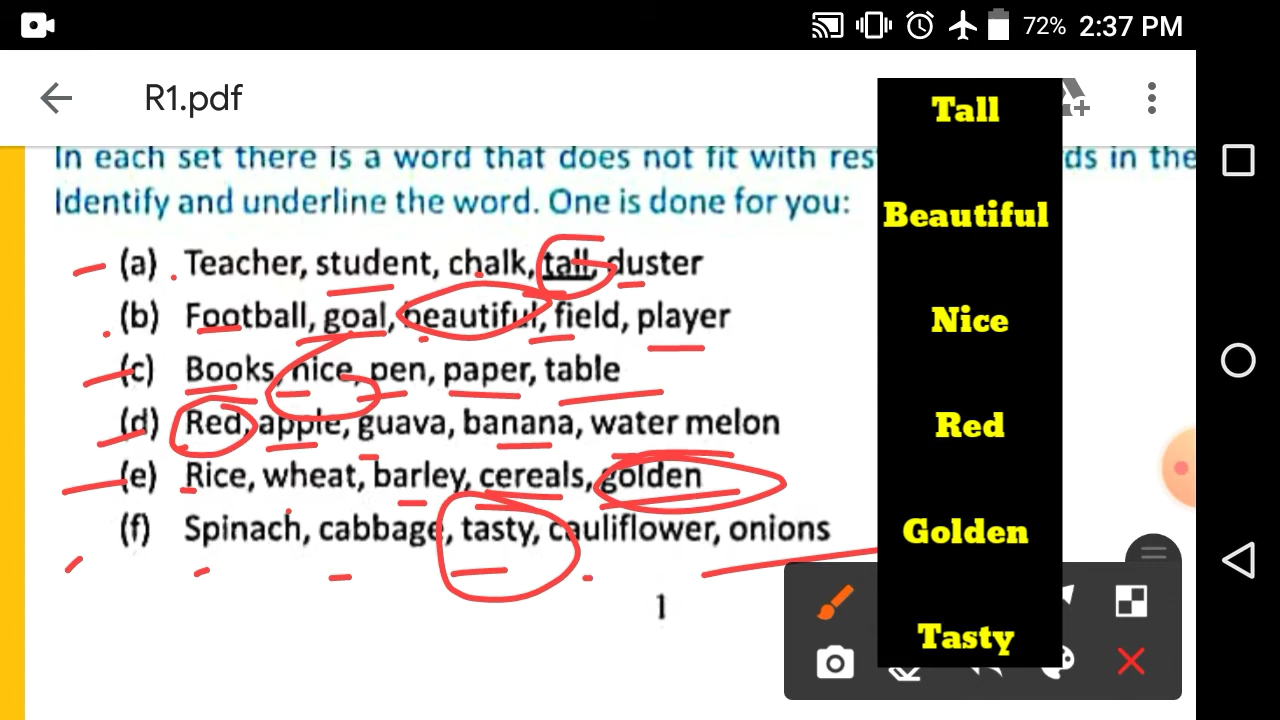 72% 2:37 PM
R1.pdf
In each set there is a word that does not fit with res ds in the
Identify and underline the word. One is done for you:
(a) Teacher, student, chalk, tall, duster
(b) Football, goal, beautiful, field, player
(c) Books, nice, pen, paper, table
(d) Red, apple, guava, banana, water melon
(e) Rice, wheat, barley, cereals, golden
(f) Spinach, cabbage, tasty, cauliflower, onions
1
Tall
Beautiful
Nice
Red
Golden
Tasty